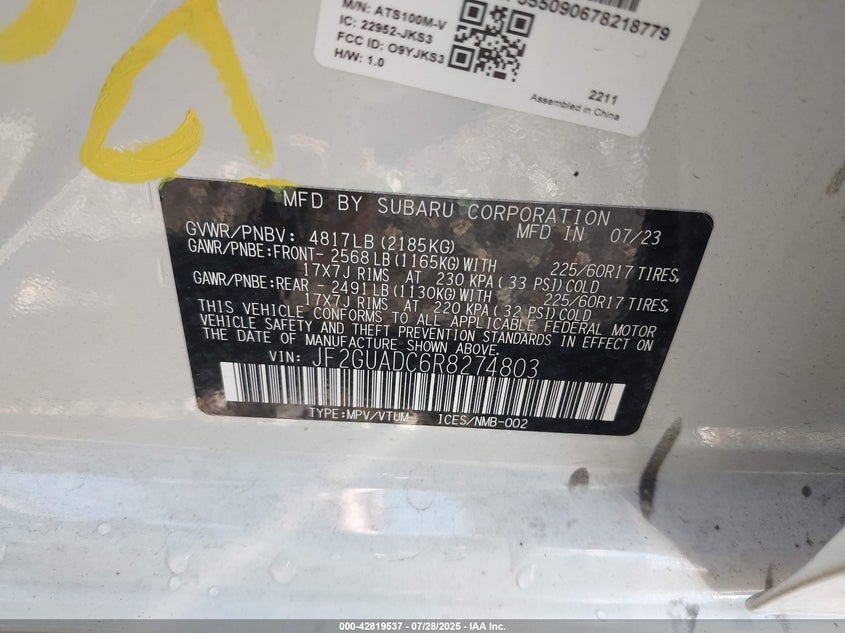 555090678218779
M/N: ATS100M-V
IC: 22952-JKS3
FCC ID: O9YJKS3
H/W: 1.0
2211
Assembled in China
MFD BY SUBARU CORPORATION
GVWR/PNBV: 4817LB (2185KG) MFD IN 07/23
GAWR/PNBE:FRONT- 2568 LB (1165KG) WITH 225/60R17 TIRES,
17X7J RIMS AT 230 KPA (33 PSI) COLD
GAWR/PNBE:REAR - 2491 LB (1130KG) WITH 225/60R17 TIRES,
17X7J RIMS AT 220 KPA (32 PSI) COLD
THIS VEHICLE CONFORMS TO ALL APPLICABLE FEDERAL MOTOR
VEHICLE SAFETY AND THEFT PREVENTION STANDARDS IN EFFECT ON
THE DATE OF MANUFACTURE SHOWN ABOVE.
VIN: JF2GUADC6R8274803
TYPE:MPV/VTUM ICES/NMB-002
000-42819537 - 07/28/2025 - IAA Inc.